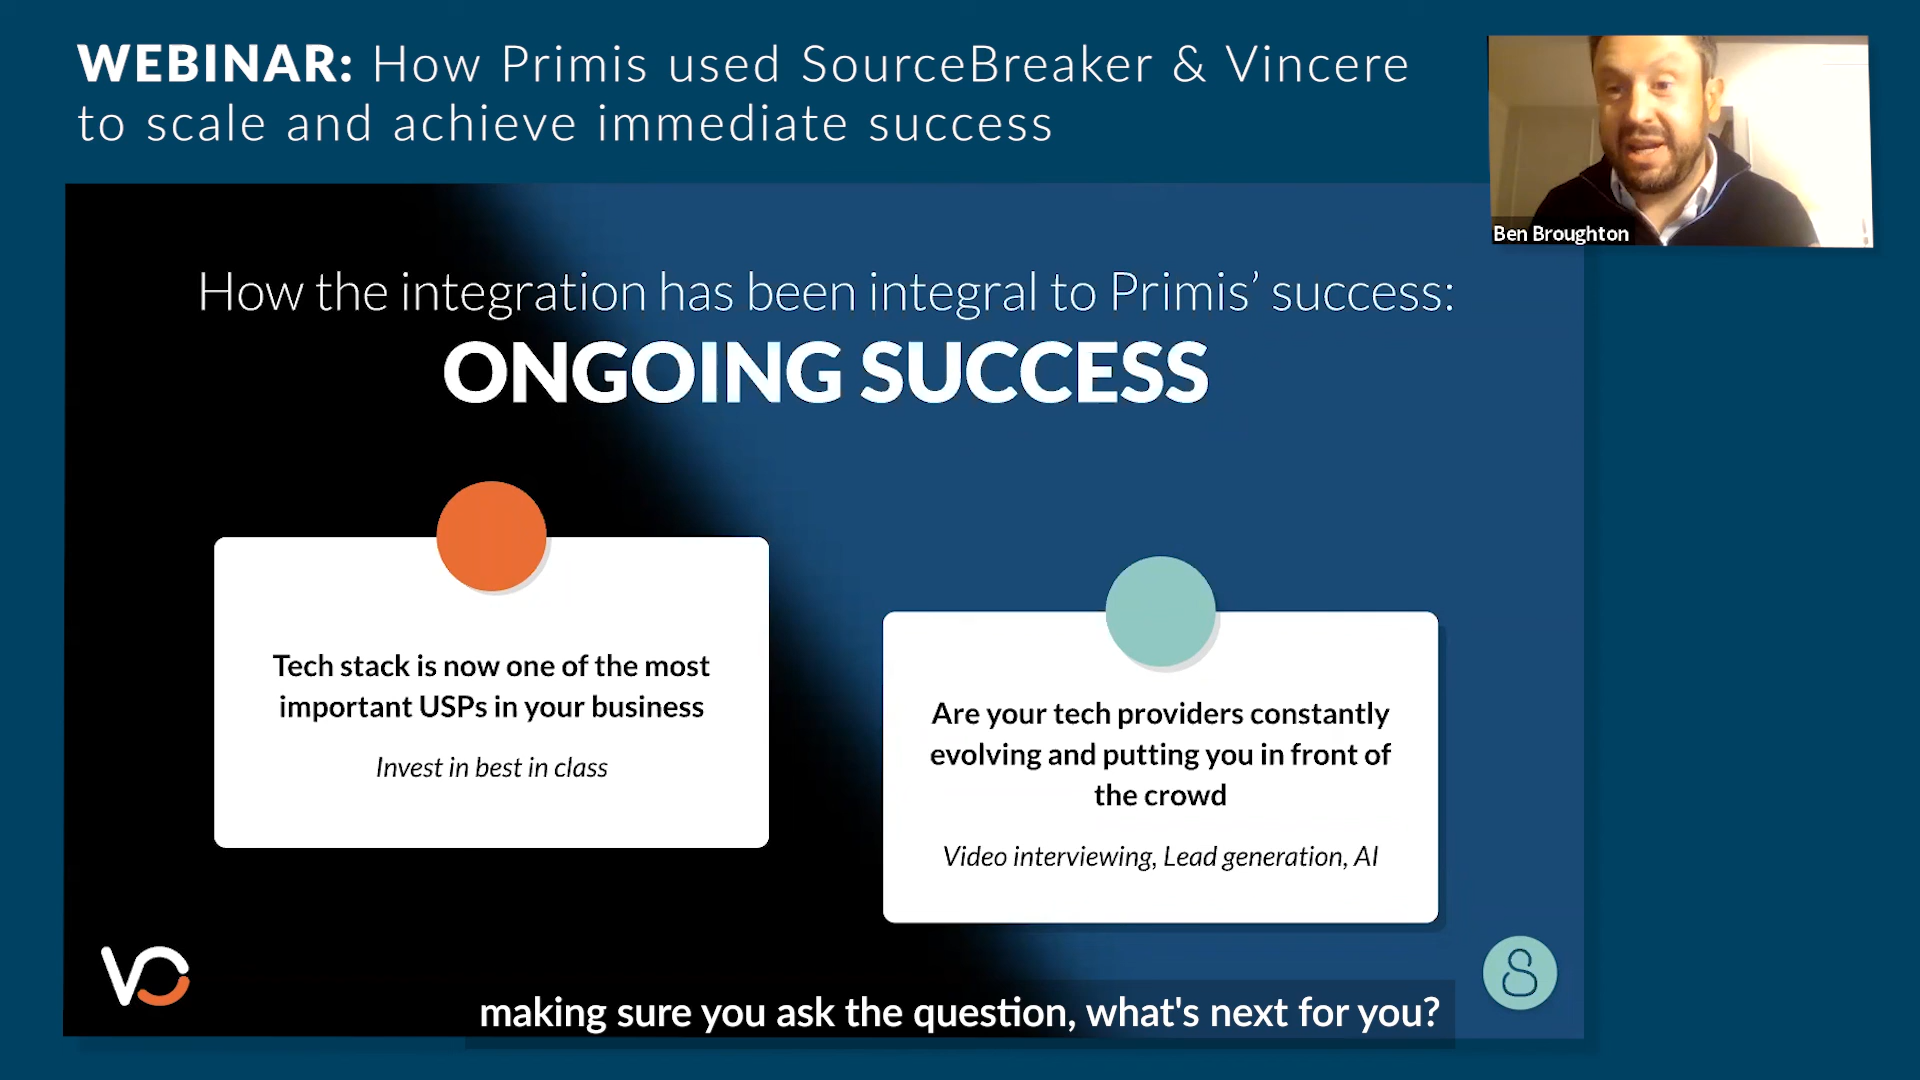 WEBINAR: How Primis used SourceBreaker & Vincere
to scale and achieve immediate success
Ben Broughton
How the integration has been integral to Primis’ success:
ONGOING SUCCESS
Tech stack is now one of the most
important USPs in your business
Invest in best in class
Are your tech providers constantly
evolving and putting you in front of
the crowd
Video interviewing, Lead generation, AI
making sure you ask the question, what's next for you?